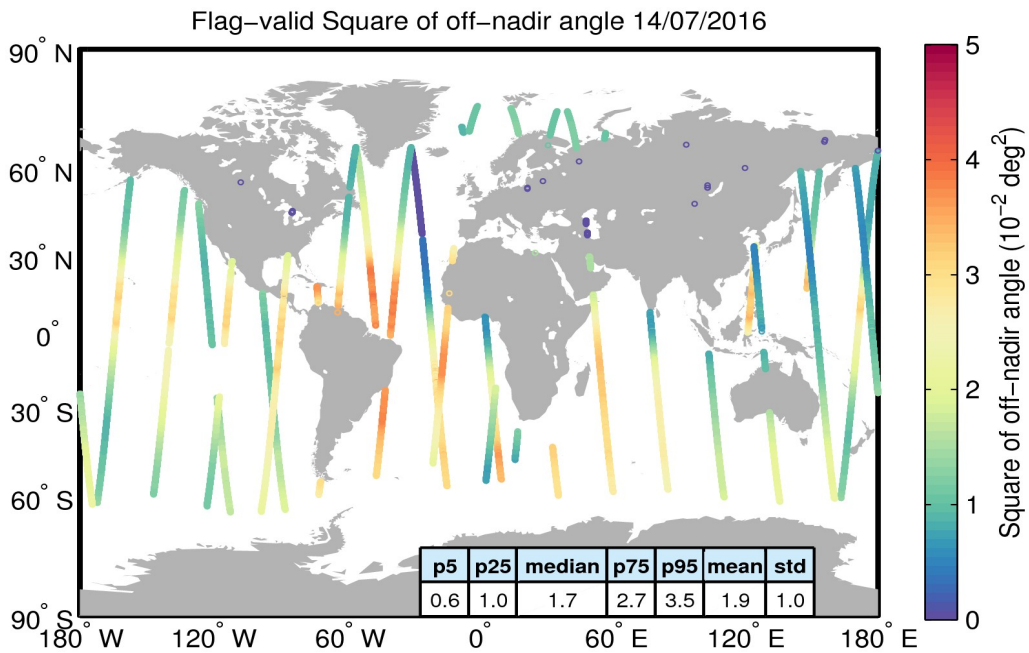 Flag−valid Square of off−nadir angle 14/07/2016
90° N
60° N
30° N
0°
30° S
60° S
90° S
180° W
120° W
60° W
0°
60° E
120° E
180° E
p5 p25 median p75 p95 mean std
0.6 1.0 1.7 2.7 3.5 1.9 1.0
5
4
3
2
1
0
Square of off−nadir angle (10⁻² deg²)